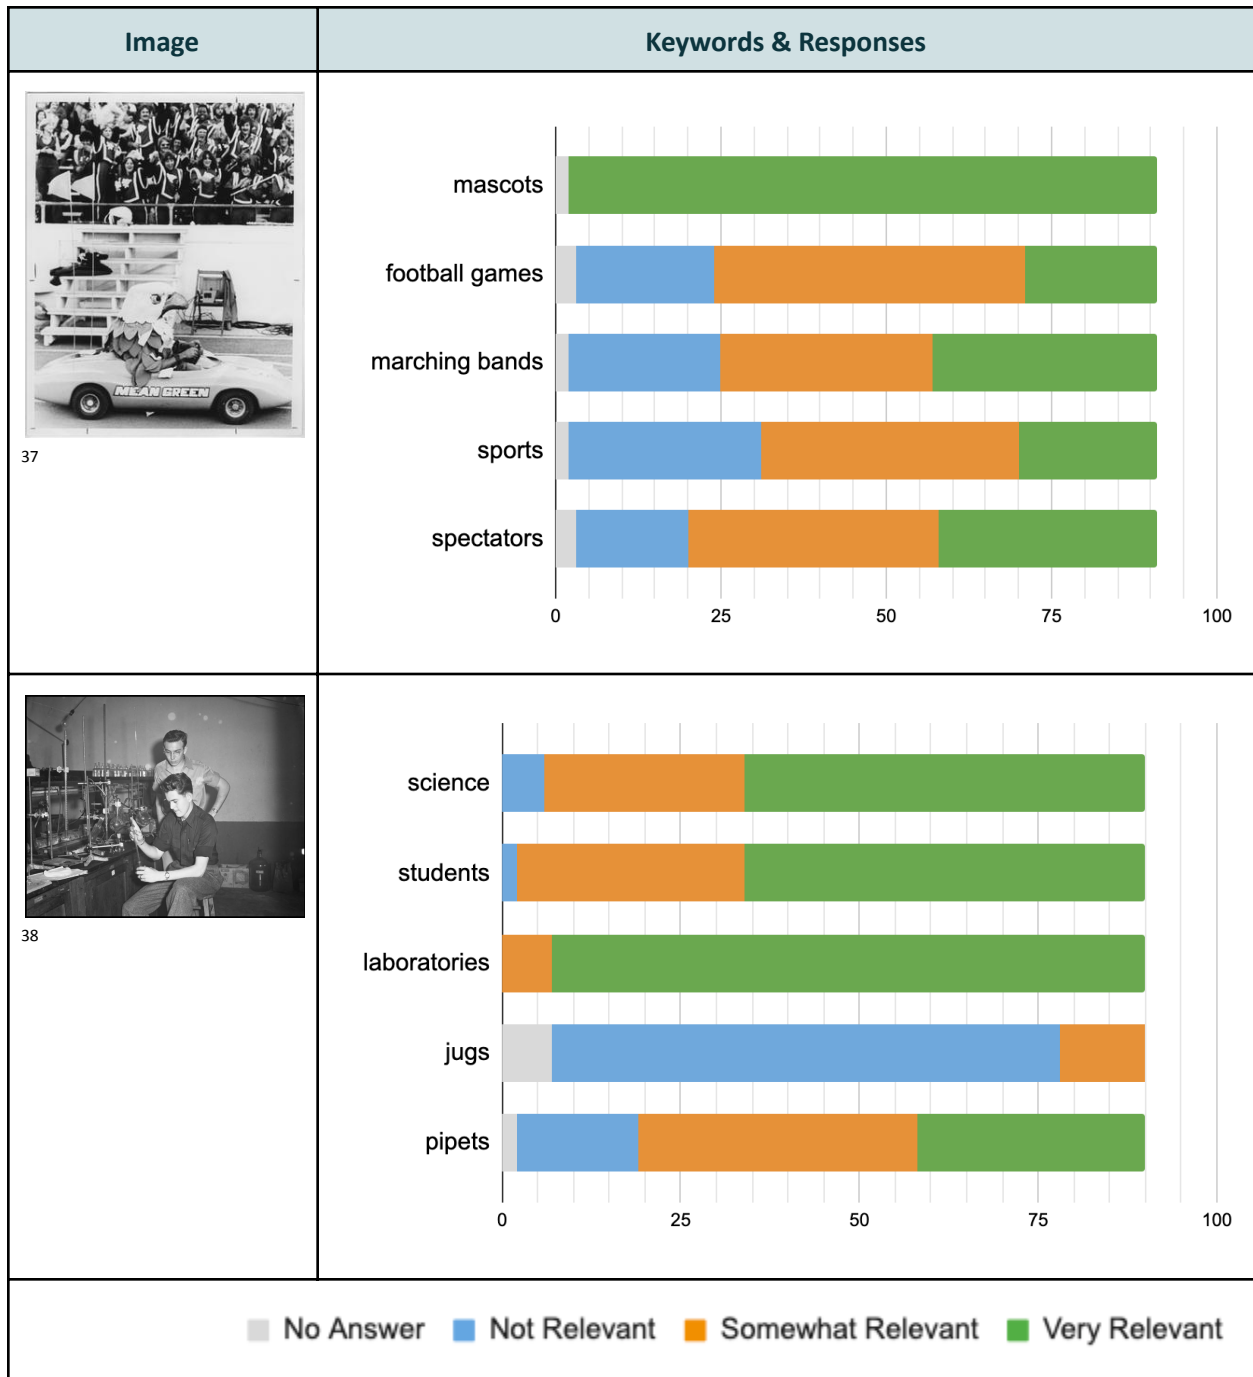 Image
Keywords & Responses
MEAN GREEN
37
mascots
football games
marching bands
sports
spectators
0 25 50 75 100
38
science
students
laboratories
jugs
pipets
0 25 50 75 100
No Answer Not Relevant Somewhat Relevant Very Relevant